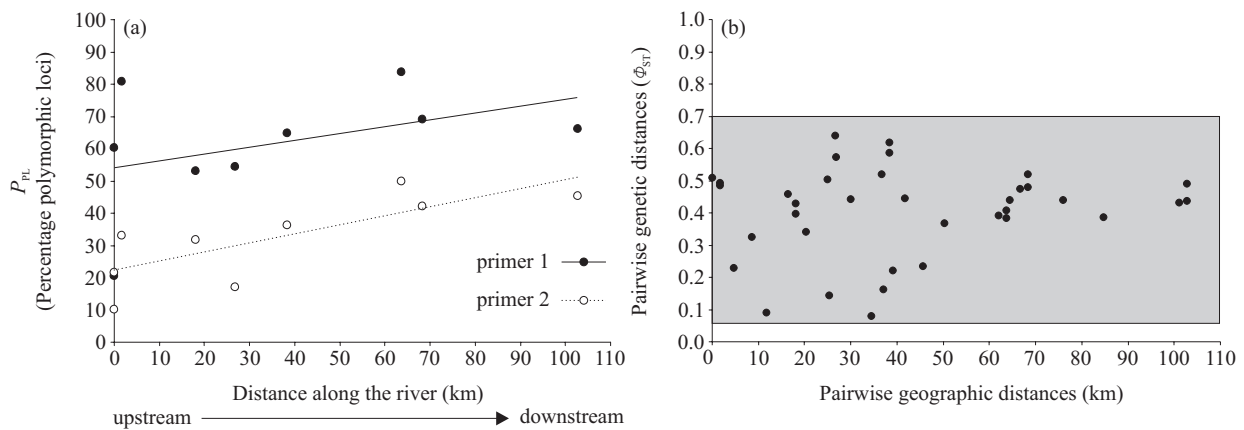 (a)
100
90
80
70
60
50
40
30
20
10
0
P_PL
(Percentage polymorphic loci)
primer 1
primer 2
0 10 20 30 40 50 60 70 80 90 100 110
Distance along the river (km)
upstream downstream
(b)
1.0
0.9
0.8
0.7
0.6
0.5
0.4
0.3
0.2
0.1
0.0
Pairwise genetic distances (Φ_ST)
0 10 20 30 40 50 60 70 80 90 100 110
Pairwise geographic distances (km)